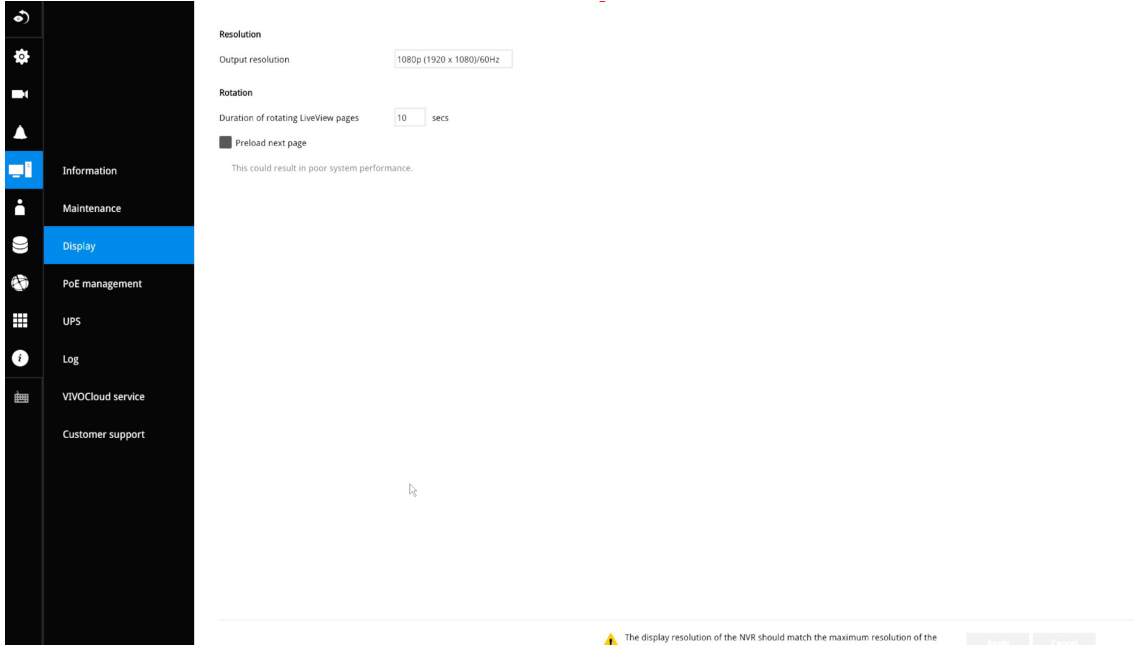 Resolution
Output resolution 1080p (1920 x 1080)/60Hz
Rotation
Duration of rotating LiveView pages 10 secs
Preload next page
This could result in poor system performance.
Information
Maintenance
Display
PoE management
UPS
Log
VIVOCloud service
Customer support
The display resolution of the NVR should match the maximum resolution of the
Apply Cancel